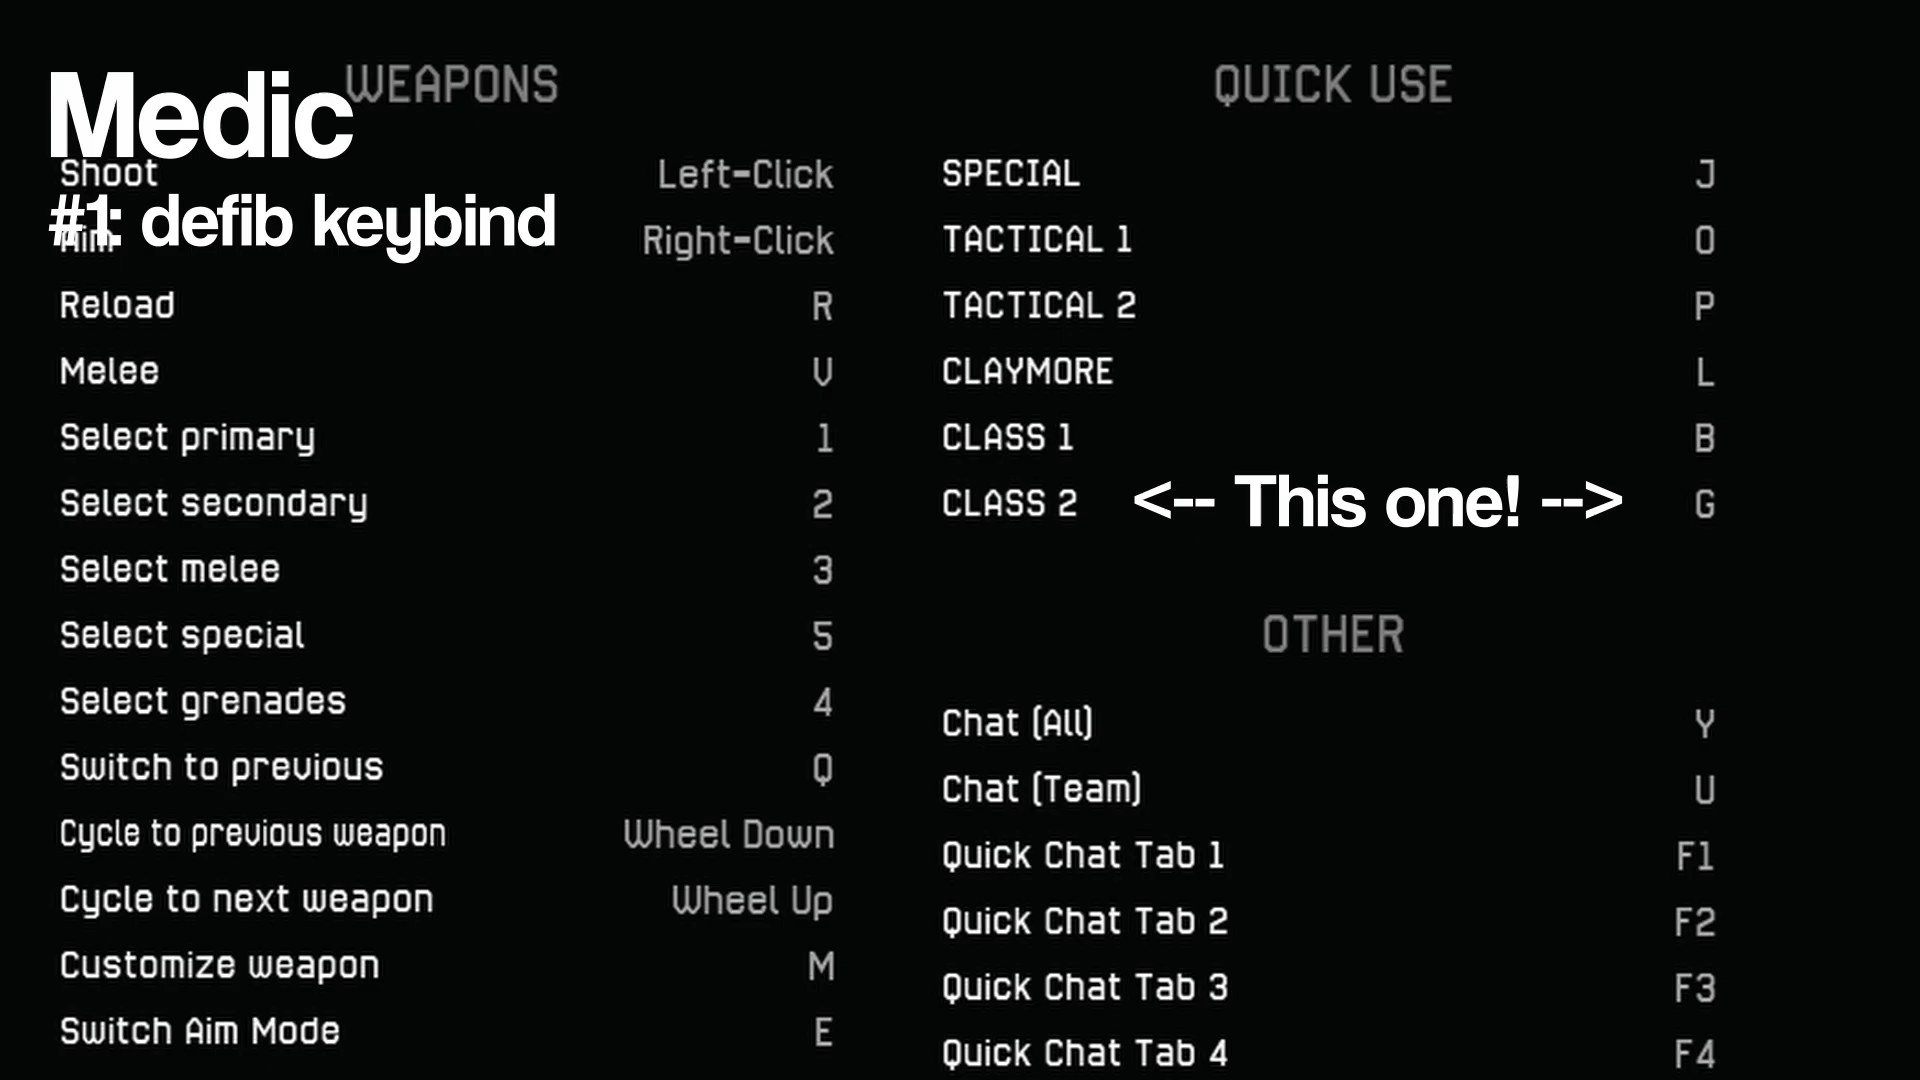 Medic
#1: defib keybind
WEAPONS
Shoot Left-Click
Aim Right-Click
Reload R
Melee V
Select primary 1
Select secondary 2
Select melee 3
Select special 5
Select grenades 4
Switch to previous Q
Cycle to previous weapon Wheel Down
Cycle to next weapon Wheel Up
Customize weapon M
Switch Aim Mode E
QUICK USE
SPECIAL J
TACTICAL 1 O
TACTICAL 2 P
CLAYMORE L
CLASS 1 B
CLASS 2 <-- This one! --> G
OTHER
Chat (All) Y
Chat (Team) U
Quick Chat Tab 1 F1
Quick Chat Tab 2 F2
Quick Chat Tab 3 F3
Quick Chat Tab 4 F4